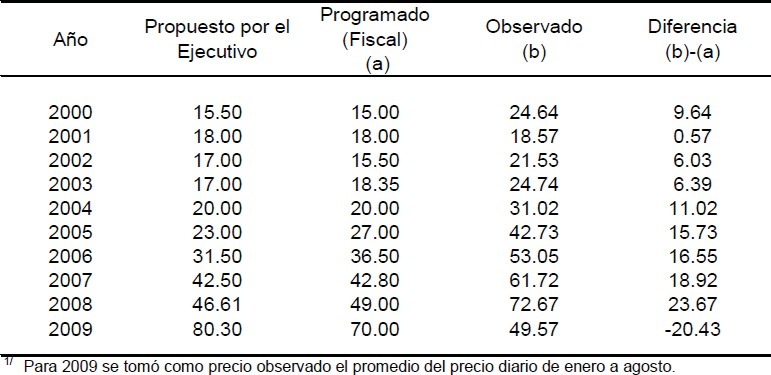 Año Propuesto por el Ejecutivo Programado (Fiscal) (a) Observado (b) Diferencia (b)-(a)
2000 15.50 15.00 24.64 9.64
2001 18.00 18.00 18.57 0.57
2002 17.00 15.50 21.53 6.03
2003 17.00 18.35 24.74 6.39
2004 20.00 20.00 31.02 11.02
2005 23.00 27.00 42.73 15.73
2006 31.50 36.50 53.05 16.55
2007 42.50 42.80 61.72 18.92
2008 46.61 49.00 72.67 23.67
2009 80.30 70.00 49.57 -20.43
1/ Para 2009 se tomó como precio observado el promedio del precio diario de enero a agosto.